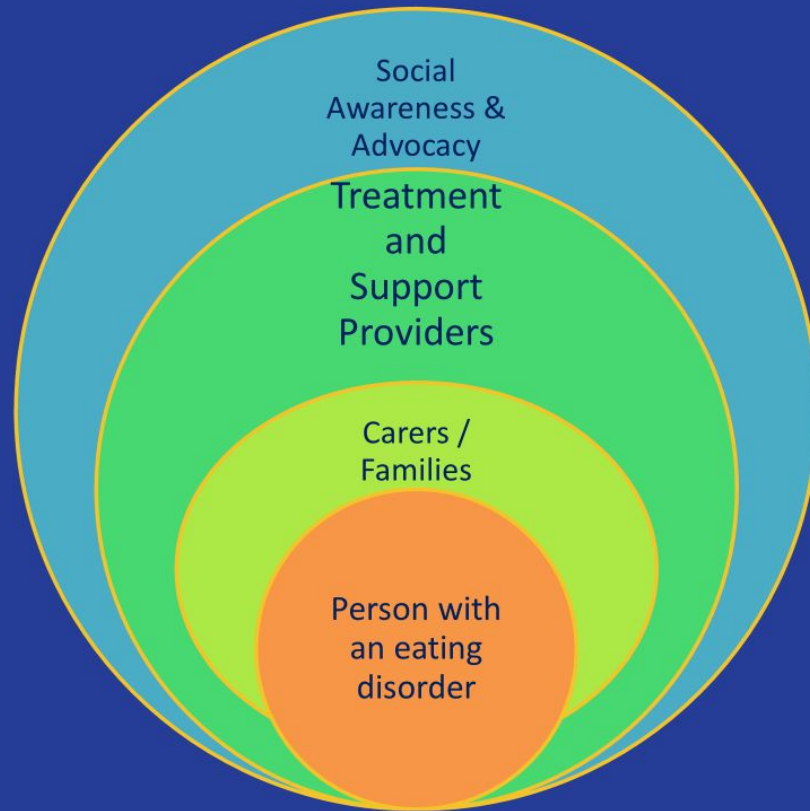 Social
Awareness &
Advocacy
Treatment
and
Support
Providers
Carers /
Families
Person with
an eating
disorder